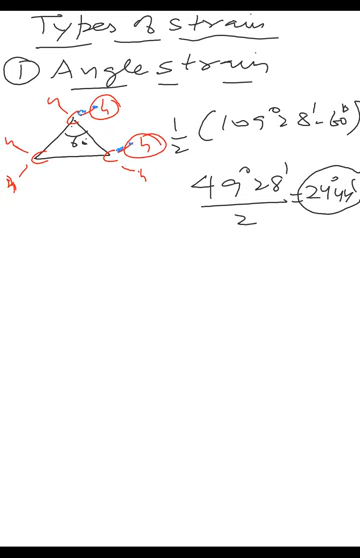 Types of strain
① Angle strain
H H
60°
H H
H H
1/2 (109°28' - 60°)
49°28' / 2 = 24°44'